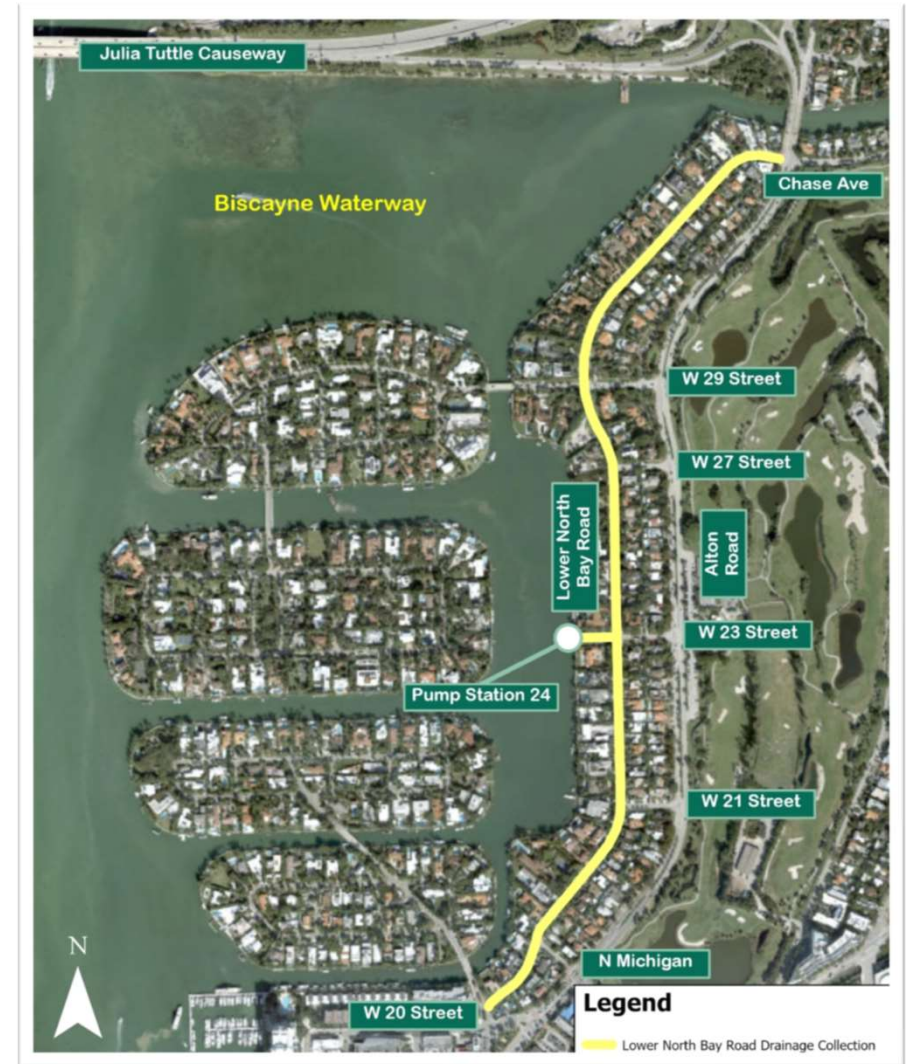 Julia Tuttle Causeway
Biscayne Waterway
Chase Ave
W 29 Street
W 27 Street
Lower North
Bay Road
Alton
Road
W 23 Street
Pump Station 24
W 21 Street
N Michigan
N
W 20 Street
Legend
Lower North Bay Road Drainage Collection